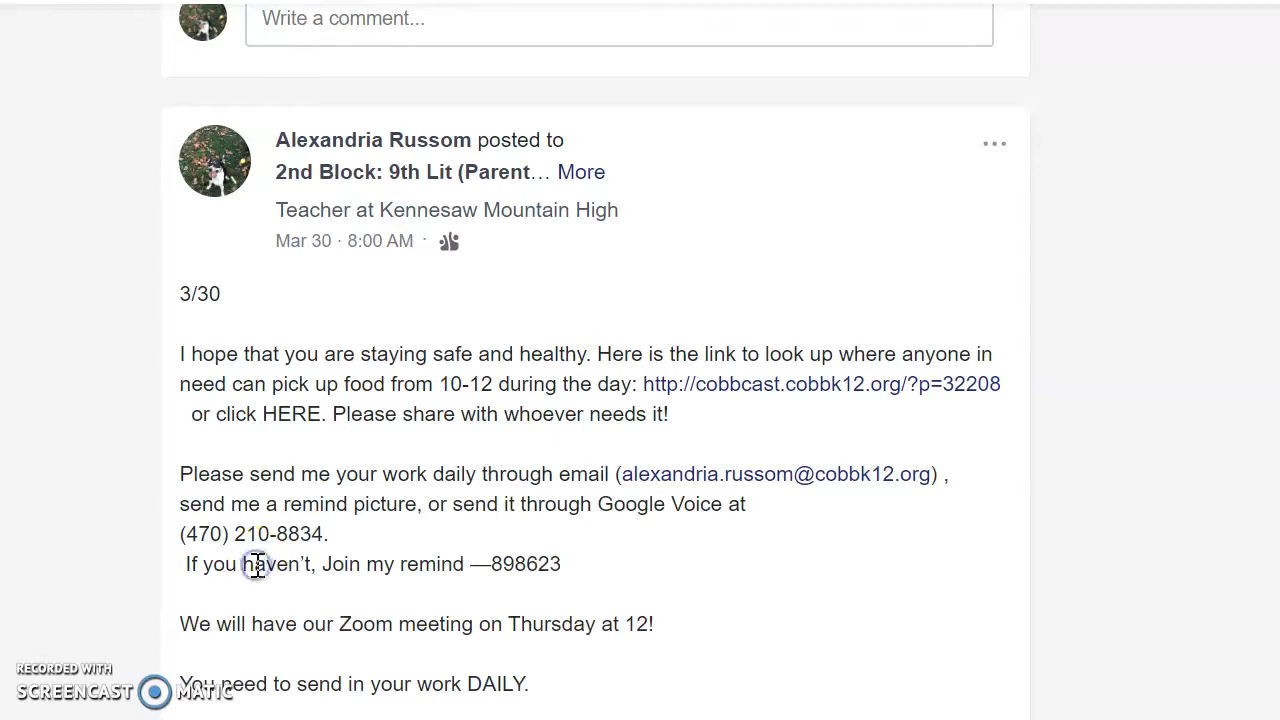 Write a comment...
Alexandria Russom posted to
2nd Block: 9th Lit (Parent… More
Teacher at Kennesaw Mountain High
Mar 30 · 8:00 AM ·
3/30
I hope that you are staying safe and healthy. Here is the link to look up where anyone in
need can pick up food from 10-12 during the day: http://cobbcast.cobbk12.org/?p=32208
or click HERE. Please share with whoever needs it!
Please send me your work daily through email (alexandria.russom@cobbk12.org) ,
send me a remind picture, or send it through Google Voice at
(470) 210-8834.
If you haven’t, Join my remind —898623
We will have our Zoom meeting on Thursday at 12!
You need to send in your work DAILY.
RECORDED WITH
SCREENCAST MATIC